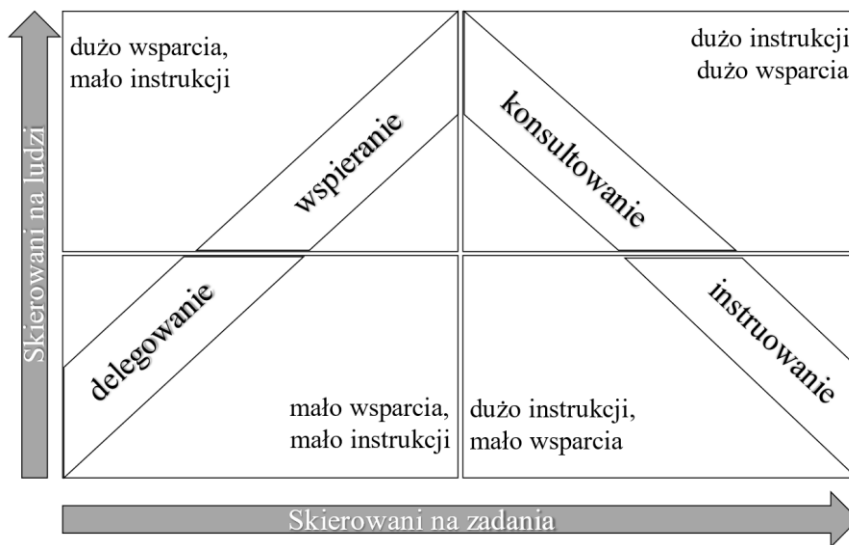 dużo wsparcia,
mało instrukcji
dużo instrukcji
dużo wsparcia
wspieranie
konsultowanie
Skierowani na ludzi
delegowanie
instruowanie
mało wsparcia,
mało instrukcji
dużo instrukcji,
mało wsparcia
Skierowani na zadania